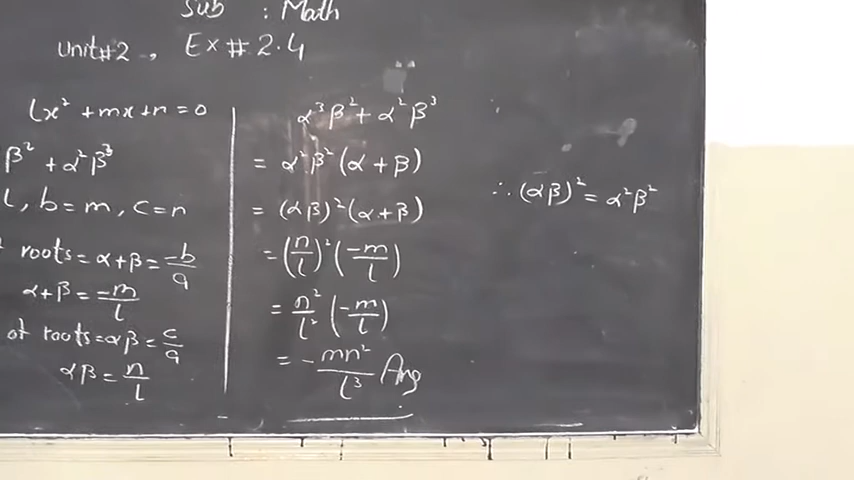 Sub : Math
Unit#2 , Ex # 2.4
lx² + mx + n = 0
β² + α²β³
l, b = m, c = n
roots = α+β = -b/a
α+β = -m/l
of roots = αβ = c/a
αβ = n/l
α³β² + α²β³
= α²β² (α + β)
= (αβ)² (α + β)
= (n/l)² (-m/l)
= n²/l² (-m/l)
= - mn²/l³ Ans
∴ (αβ)² = α²β²